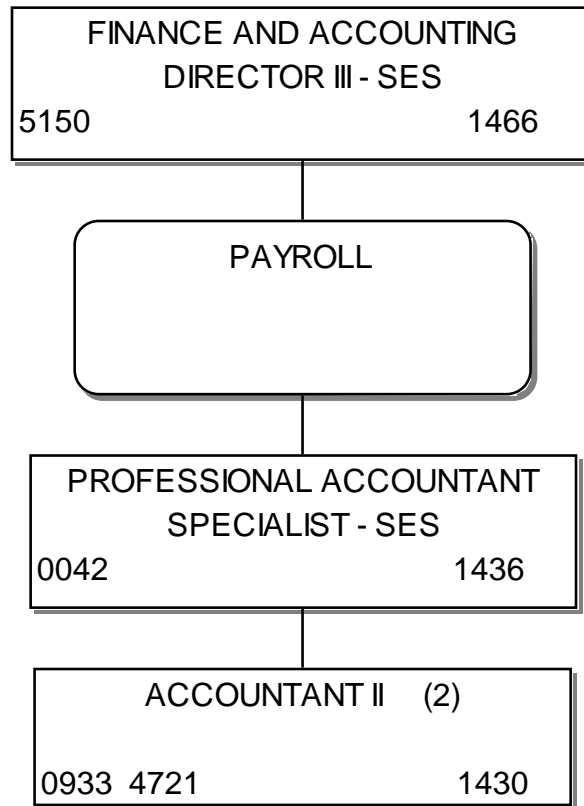 FINANCE AND ACCOUNTING
DIRECTOR III - SES
5150 1466
PAYROLL
PROFESSIONAL ACCOUNTANT
SPECIALIST - SES
0042 1436
ACCOUNTANT II (2)
0933 4721 1430